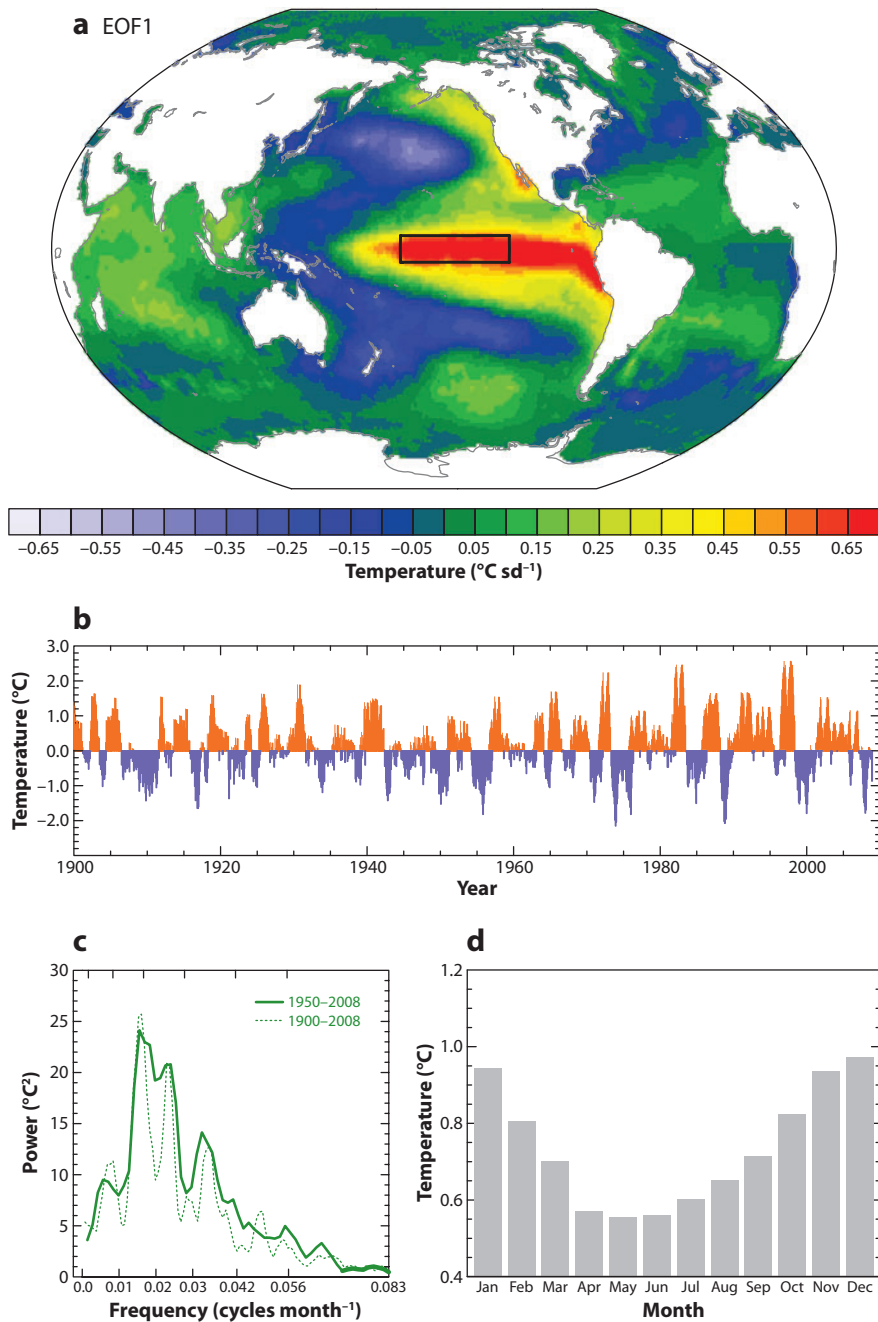 a EOF1
−0.65 −0.55 −0.45 −0.35 −0.25 −0.15 −0.05 0.05 0.15 0.25 0.35 0.45 0.55 0.65
Temperature (°C sd⁻¹)
b
3.0
2.0
1.0
0.0
−1.0
−2.0
Temperature (°C)
1900 1920 1940 1960 1980 2000
Year
c
30
25
20
15
10
5
0
Power (°C²)
1950–2008
1900–2008
0.0 0.01 0.02 0.03 0.042 0.056 0.083
Frequency (cycles month⁻¹)
d
1.2
1.0
0.8
0.6
0.4
Temperature (°C)
Jan Feb Mar Apr May Jun Jul Aug Sep Oct Nov Dec
Month